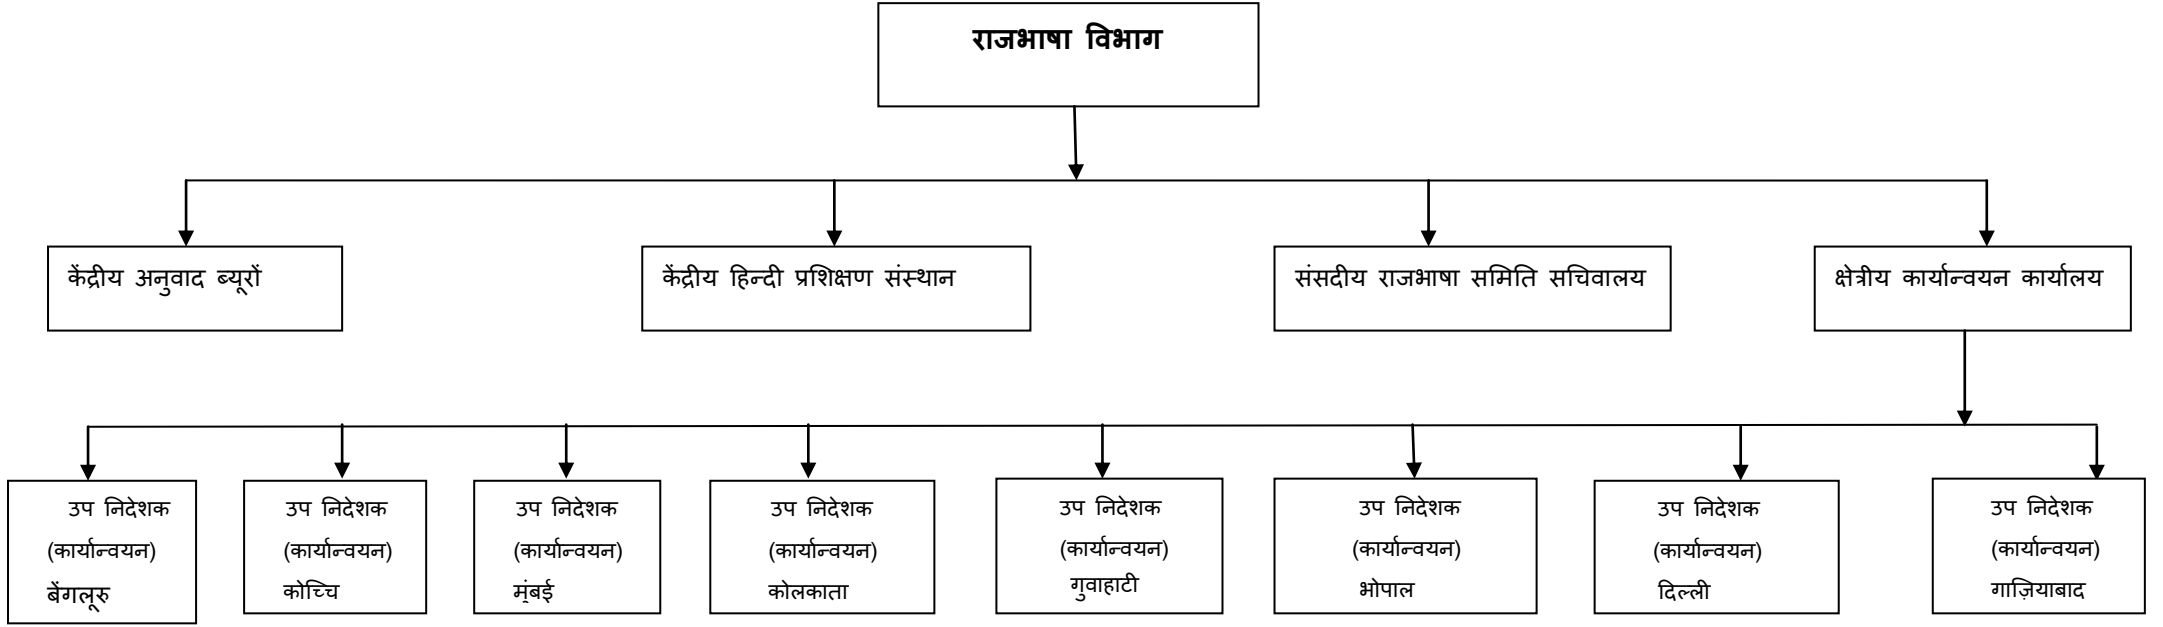 राजभाषा विभाग
केंद्रीय अनुवाद ब्यूरों
केंद्रीय हिन्दी प्रशिक्षण संस्थान
संसदीय राजभाषा समिति सचिवालय
क्षेत्रीय कार्यान्वयन कार्यालय
उप निदेशक
(कार्यान्वयन)
बेंगलूरु
उप निदेशक
(कार्यान्वयन)
कोच्चि
उप निदेशक
(कार्यान्वयन)
मुंबई
उप निदेशक
(कार्यान्वयन)
कोलकाता
उप निदेशक
(कार्यान्वयन)
गुवाहाटी
उप निदेशक
(कार्यान्वयन)
भोपाल
उप निदेशक
(कार्यान्वयन)
दिल्ली
उप निदेशक
(कार्यान्वयन)
गाज़ियाबाद